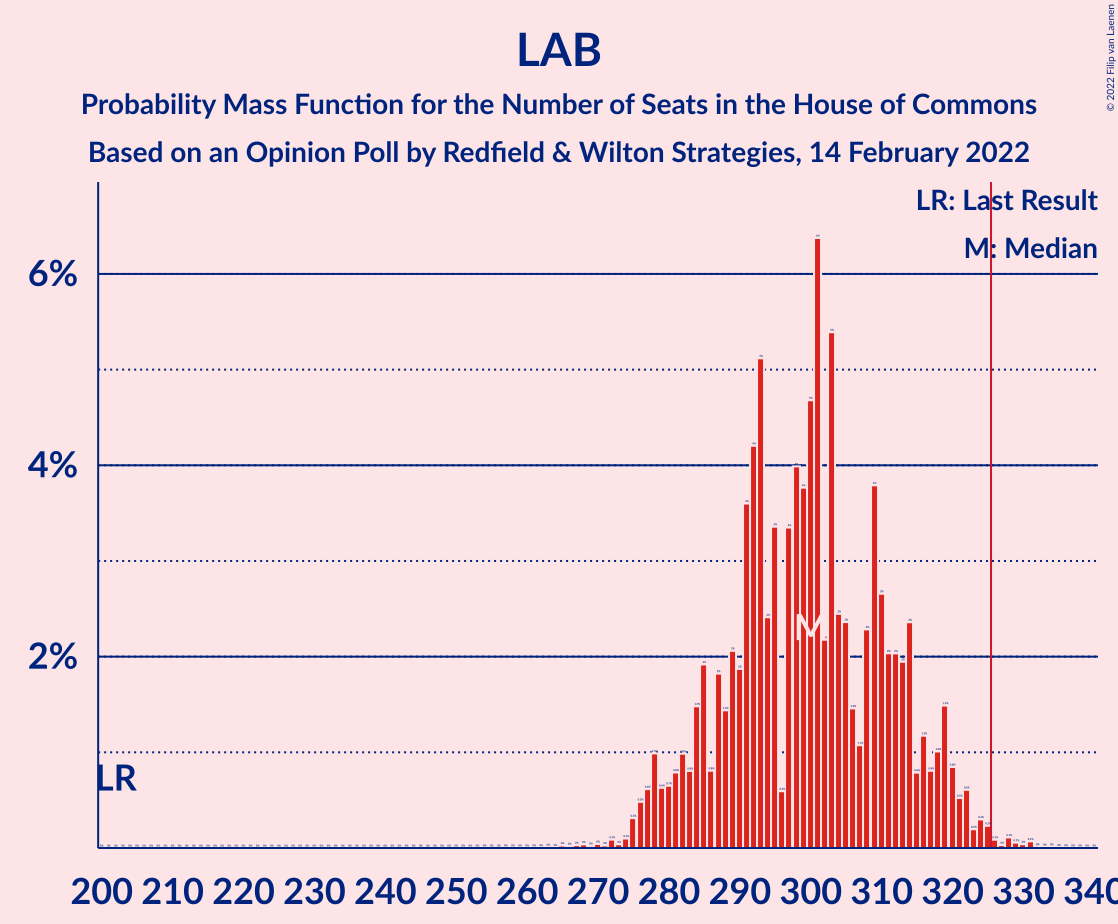 © 2022 Filip van Laenen
LAB
Probability Mass Function for the Number of Seats in the House of Commons
Based on an Opinion Poll by Redfield & Wilton Strategies, 14 February 2022
LR: Last Result
M: Median
6%
4%
2%
M
LR
200 210 220 230 240 250 260 270 280 290 300 310 320 330 340